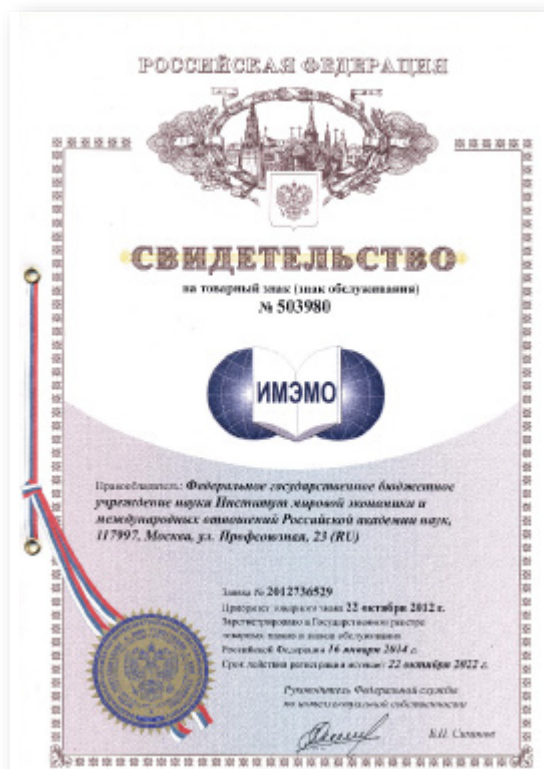 РОССИЙСКАЯ ФЕДЕРАЦИЯ
СВИДЕТЕЛЬСТВО
на товарный знак (знак обслуживания)
№ 503980
ИМЭМО
Правообладатель: Федеральное государственное бюджетное
учреждение науки Институт мировой экономики и
международных отношений Российской академии наук,
117997, Москва, ул. Профсоюзная, 23 (RU)
Заявка № 2012736529
Приоритет товарного знака 22 октября 2012 г.
Зарегистрировано в Государственном реестре
товарных знаков и знаков обслуживания
Российской Федерации 16 января 2014 г.
Срок действия регистрации истекает 22 октября 2022 г.
Руководитель Федеральной службы
по интеллектуальной собственности
Б.П. Симонов